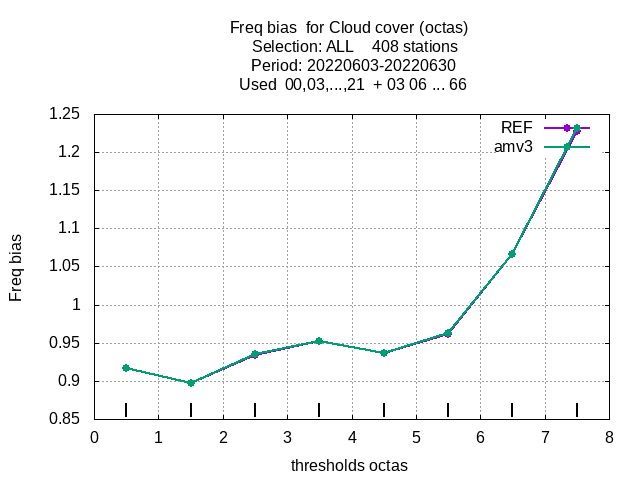 Freq bias  for Cloud cover (octas)
Selection: ALL    408 stations
Period: 20220603-20220630
Used  00,03,...,21  + 03 06 ... 66
1.25
1.2
1.15
1.1
1.05
1
0.95
0.9
0.85
Freq bias
REF
amv3
0 1 2 3 4 5 6 7 8
thresholds octas